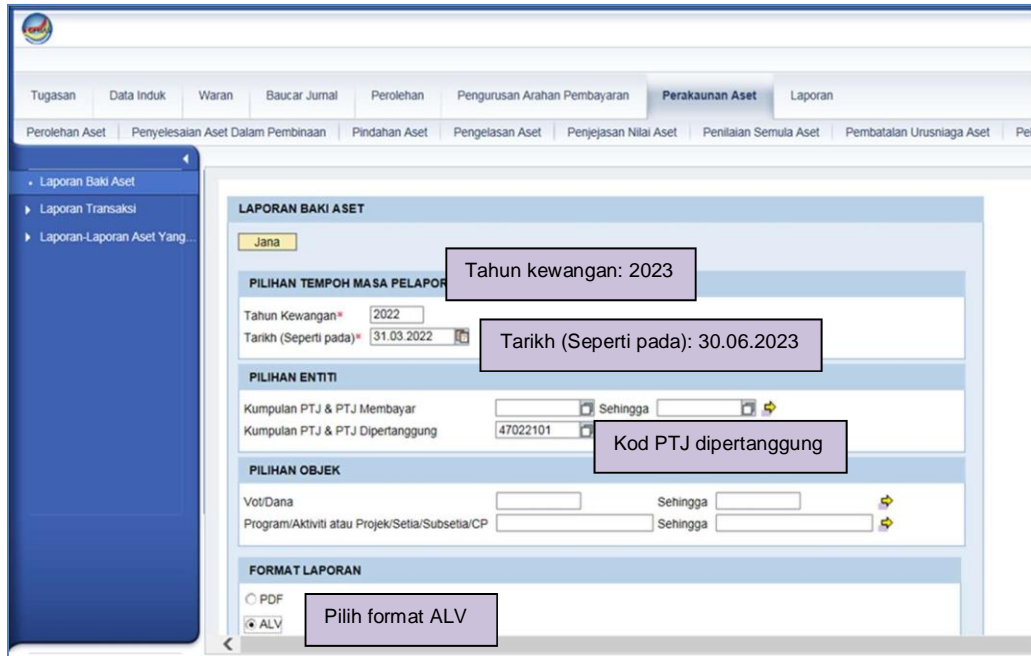 Tugasan Data Induk Waran Baucar Jurnal Perolehan Pengurusan Arahan Pembayaran Perakaunan Aset Laporan
Perolehan Aset Penyelesaian Aset Dalam Pembinaan Pindahan Aset Pengelasan Aset Penjejasan Nilai Aset Penilaian Semula Aset Pembatalan Urusniaga Aset
Laporan Baki Aset
Laporan Transaksi
Laporan-Laporan Aset Yang...
LAPORAN BAKI ASET
Jana
Tahun kewangan: 2023
PILIHAN TEMPOH MASA PELAPOR
Tahun Kewangan* 2022
Tarikh (Seperti pada)* 31.03.2022
Tarikh (Seperti pada): 30.06.2023
PILIHAN ENTITI
Kumpulan PTJ & PTJ Membayar Sehingga
Kumpulan PTJ & PTJ Dipertanggung 47022101
Kod PTJ dipertanggung
PILIHAN OBJEK
Vot/Dana Sehingga
Program/Aktiviti atau Projek/Setia/Subsetia/CP Sehingga
FORMAT LAPORAN
PDF
ALV
Pilih format ALV